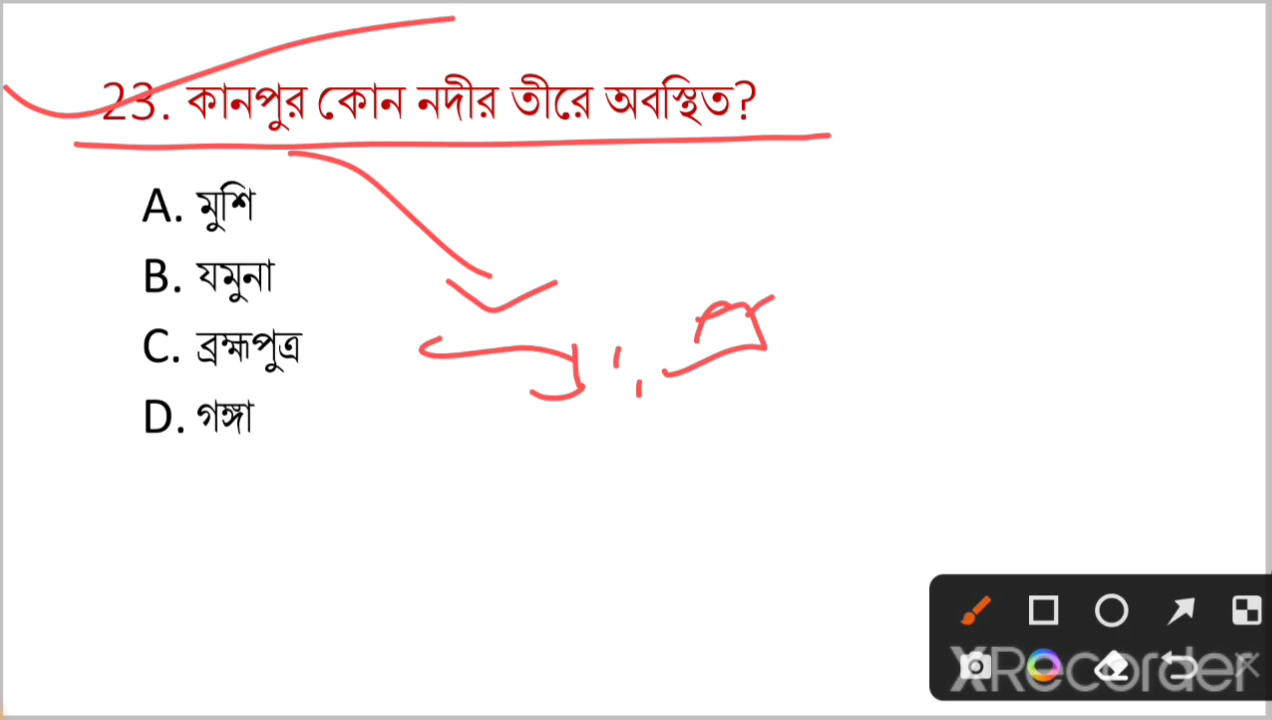 23. কানপুর কোন নদীর তীরে অবস্থিত?
A. মুশি
B. যমুনা
C. ব্রহ্মপুত্র
D. গঙ্গা
XRecorder